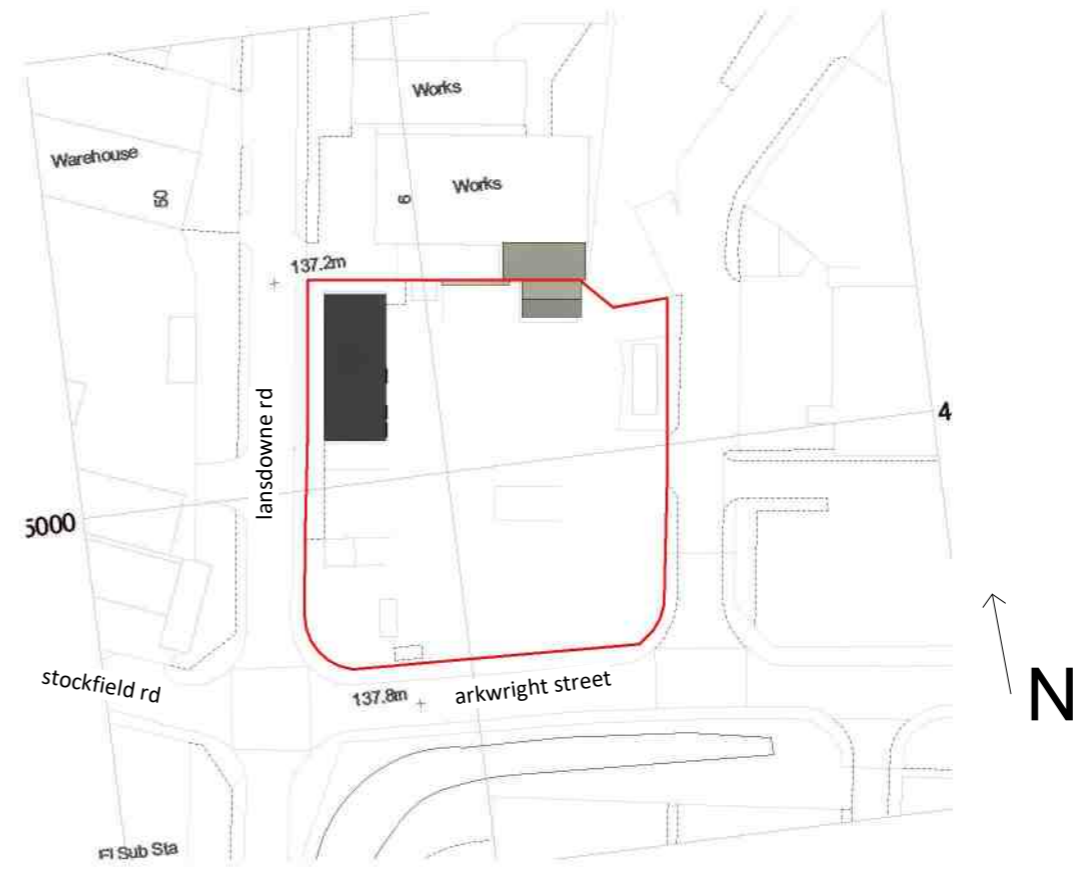 Works
Warehouse
50
6
Works
137.2m
lansdowne rd
4
5000
stockfield rd
137.8m
arkwright street
N
El Sub Sta